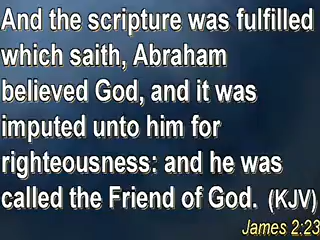 And the scripture was fulfilled
which saith, Abraham
believed God, and it was
imputed unto him for
righteousness: and he was
called the Friend of God. (KJV)
James 2:23